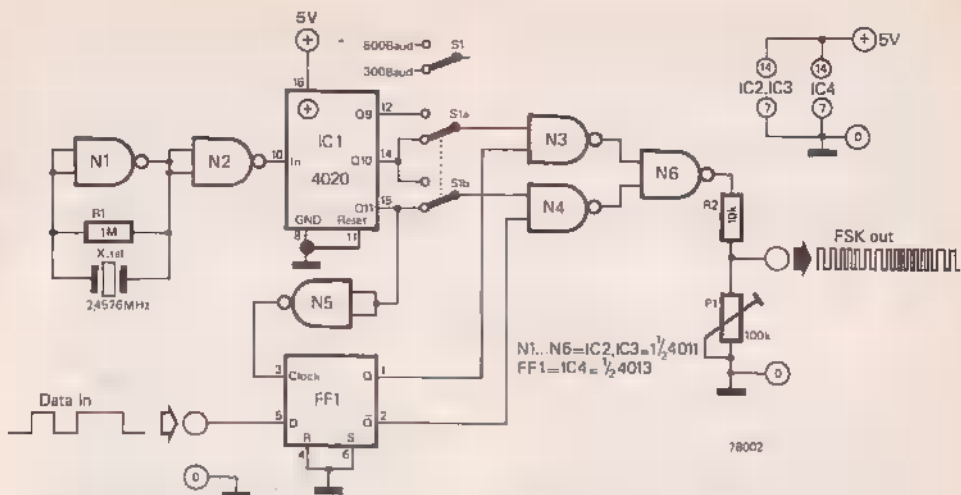 5V
600Baud
S1
300Baud
16
IC1
4020
10
In
Q9
12
Q10
14
Q11
15
GND
8
Reset
11
S1a
S1b
N1
N2
N3
N4
N5
N6
R1
1M
X-tal
2,4576MHz
R2
10k
P1
100k
FSK out
14
IC2,IC3
7
14
IC4
7
5V
0
0
0
N1...N6=IC2,IC3=1/2 4011
FF1=IC4=1/2 4013
3
Clock
FF1
5
D
Q
1
Q̅
2
R
4
S
6
Data in
78002